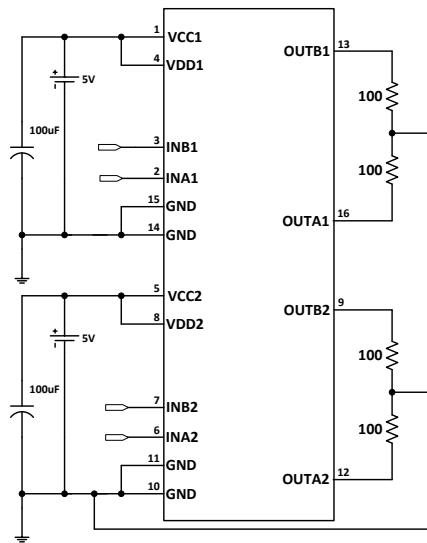 1
VCC1
13
OUTB1
4
VDD1
5V
100
100uF
3
INB1
2
INA1
100
15
GND
16
OUTA1
14
GND
5
VCC2
9
OUTB2
8
VDD2
5V
100
100uF
7
INB2
6
INA2
100
11
GND
12
OUTA2
10
GND